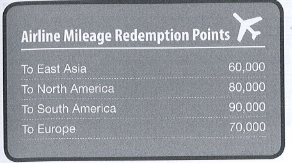 Airline Mileage Redemption Points
To East Asia 60,000
To North America 80,000
To South America 90,000
To Europe 70,000